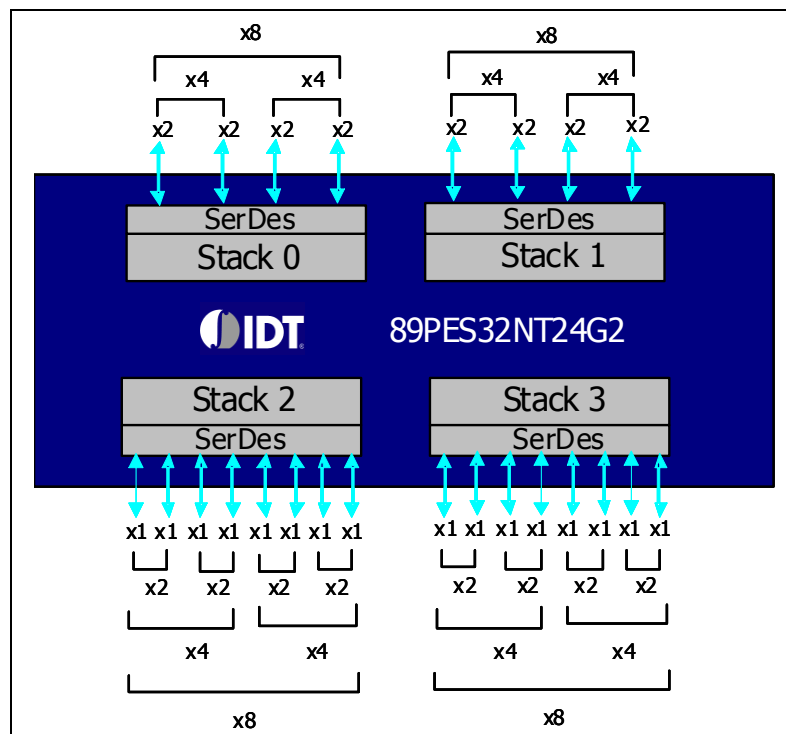 x8 x8
x4 x4 x4 x4
x2 x2 x2 x2 x2 x2 x2 x2
SerDes SerDes
Stack 0 Stack 1
IDT 89PES32NT24G2
Stack 2 Stack 3
SerDes SerDes
x1 x1 x1 x1 x1 x1 x1 x1 x1 x1 x1 x1 x1 x1 x1 x1
x2 x2 x2 x2 x2 x2 x2 x2
x4 x4 x4 x4
x8 x8